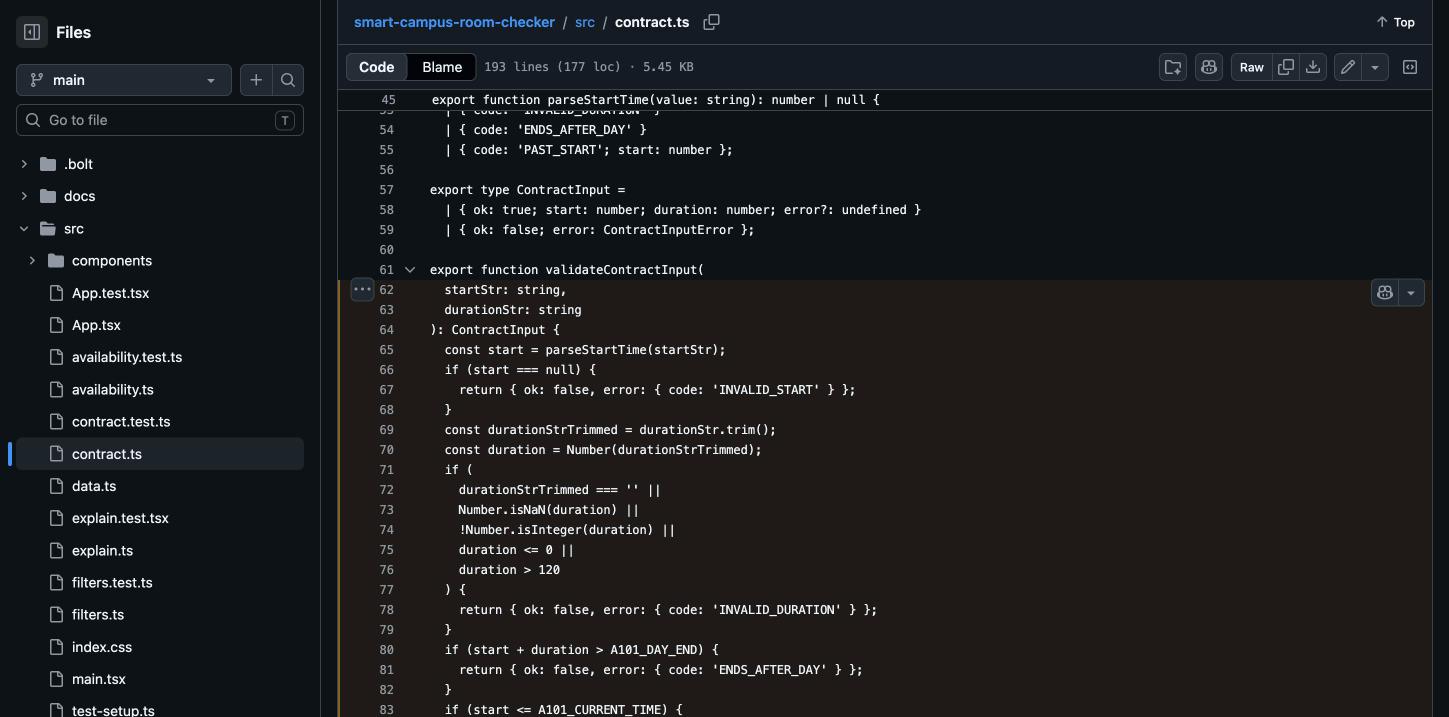 Files
main
Go to file
T
.bolt
docs
src
components
App.test.tsx
App.tsx
availability.test.ts
availability.ts
contract.test.ts
contract.ts
data.ts
explain.test.tsx
explain.ts
filters.test.ts
filters.ts
index.css
main.tsx
test-setup.ts
smart-campus-room-checker / src / contract.ts
Top
Code Blame 193 lines (177 loc) · 5.45 KB
Raw
45 export function parseStartTime(value: string): number | null {
53 | { code: 'INVALID_DURATION' }
54 | { code: 'ENDS_AFTER_DAY' }
55 | { code: 'PAST_START'; start: number };
56
57 export type ContractInput =
58 | { ok: true; start: number; duration: number; error?: undefined }
59 | { ok: false; error: ContractInputError };
60
61 export function validateContractInput(
62 startStr: string,
63 durationStr: string
64 ): ContractInput {
65 const start = parseStartTime(startStr);
66 if (start === null) {
67 return { ok: false, error: { code: 'INVALID_START' } };
68 }
69 const durationStrTrimmed = durationStr.trim();
70 const duration = Number(durationStrTrimmed);
71 if (
72 durationStrTrimmed === '' ||
73 Number.isNaN(duration) ||
74 !Number.isInteger(duration) ||
75 duration <= 0 ||
76 duration > 120
77 ) {
78 return { ok: false, error: { code: 'INVALID_DURATION' } };
79 }
80 if (start + duration > A101_DAY_END) {
81 return { ok: false, error: { code: 'ENDS_AFTER_DAY' } };
82 }
83 if (start <= A101_CURRENT_TIME) {